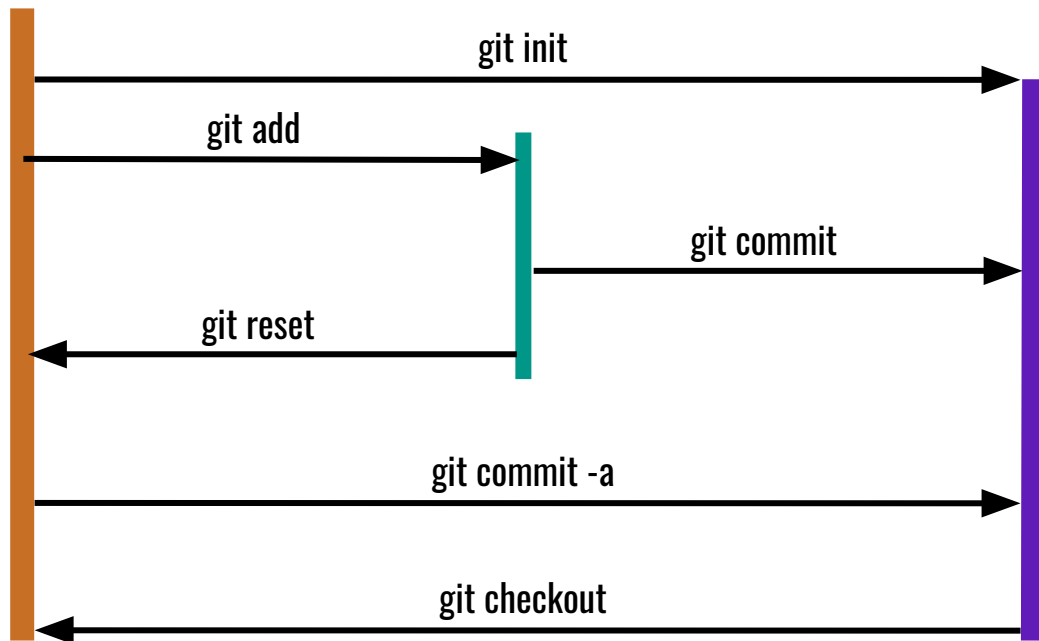 git init
git add
git commit
git reset
git commit -a
git checkout